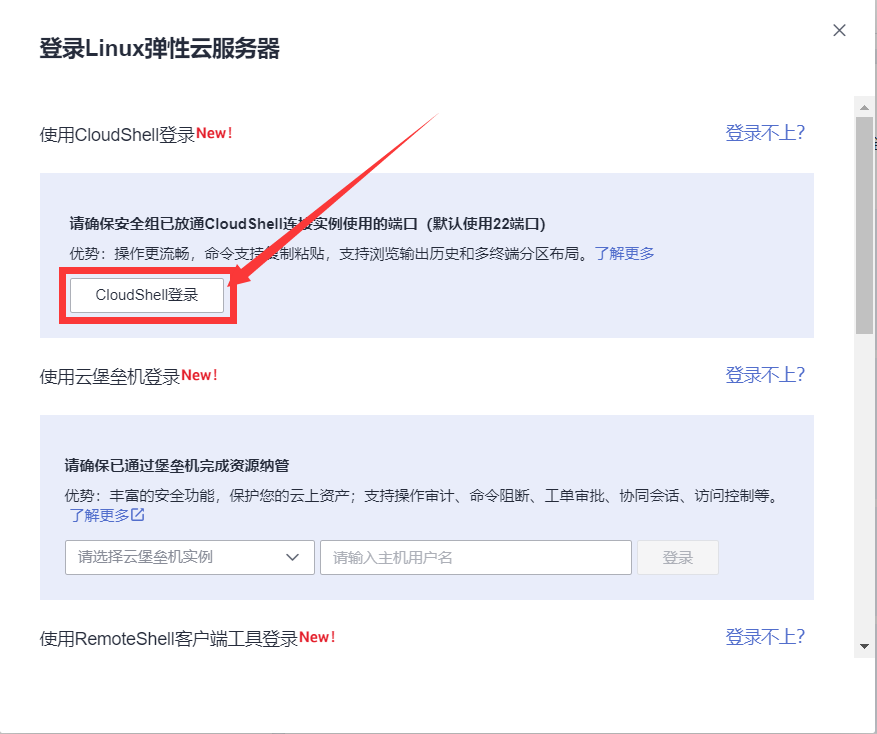 登录Linux弹性云服务器
使用CloudShell登录New!
登录不上?
请确保安全组已放通CloudShell连接实例使用的端口（默认使用22端口）
优势：操作更流畅，命令支持复制粘贴，支持浏览输出历史和多终端分区布局。了解更多
CloudShell登录
使用云堡垒机登录New!
登录不上?
请确保已通过堡垒机完成资源纳管
优势：丰富的安全功能，保护您的云上资产；支持操作审计、命令阻断、工单审批、协同会话、访问控制等。
了解更多
请选择云堡垒机实例
请输入主机用户名
登录
使用RemoteShell客户端工具登录New!
登录不上?